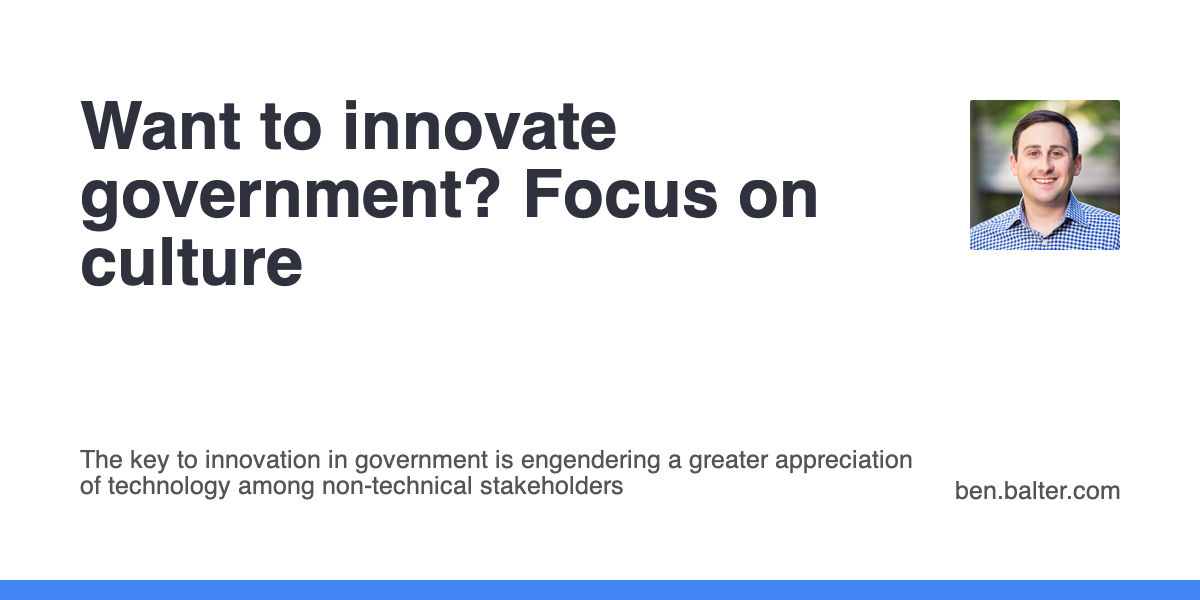 Want to innovate
government? Focus on
culture
The key to innovation in government is engendering a greater appreciation
of technology among non-technical stakeholders
ben.balter.com